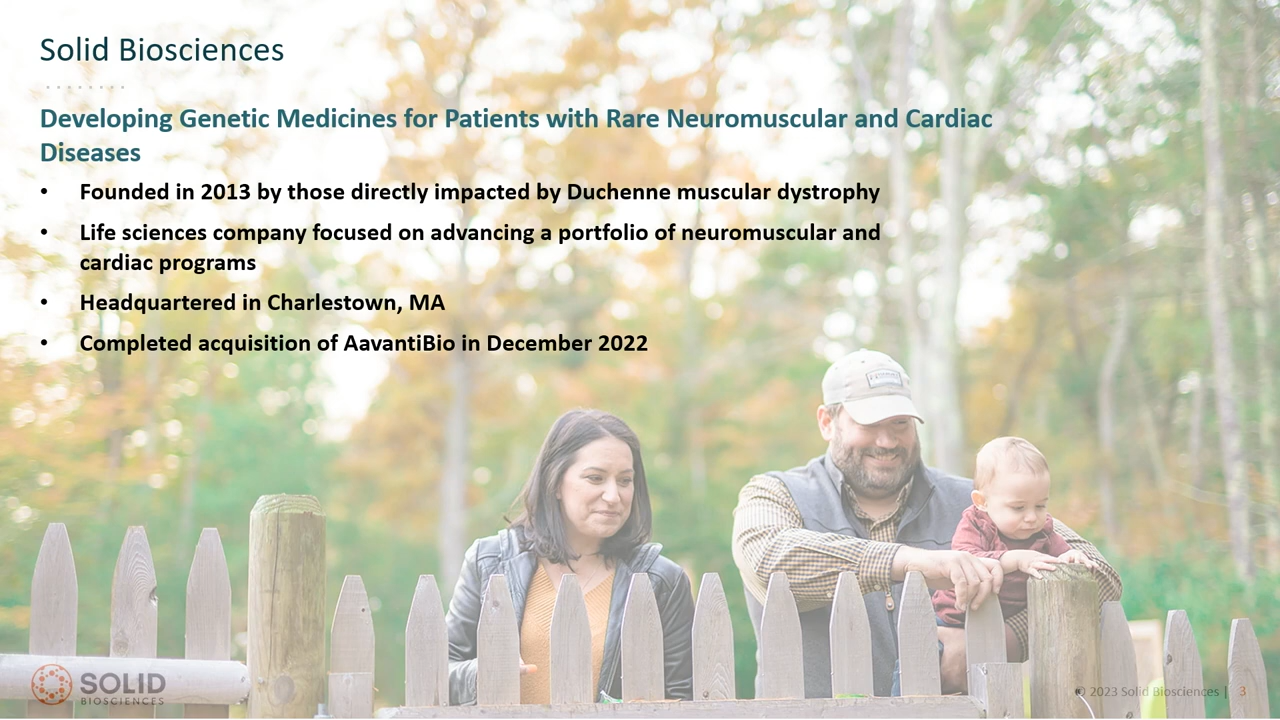 Solid Biosciences
Developing Genetic Medicines for Patients with Rare Neuromuscular and Cardiac
Diseases
• Founded in 2013 by those directly impacted by Duchenne muscular dystrophy
• Life sciences company focused on advancing a portfolio of neuromuscular and
cardiac programs
• Headquartered in Charlestown, MA
• Completed acquisition of AavantiBio in December 2022
SOLID
BIOSCIENCES
© 2023 Solid Biosciences | 3